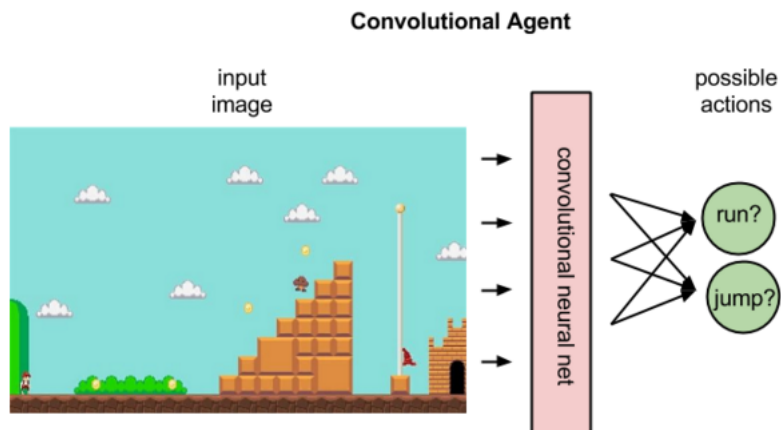 Convolutional Agent
input
image
possible
actions
convolutional neural net
run?
jump?